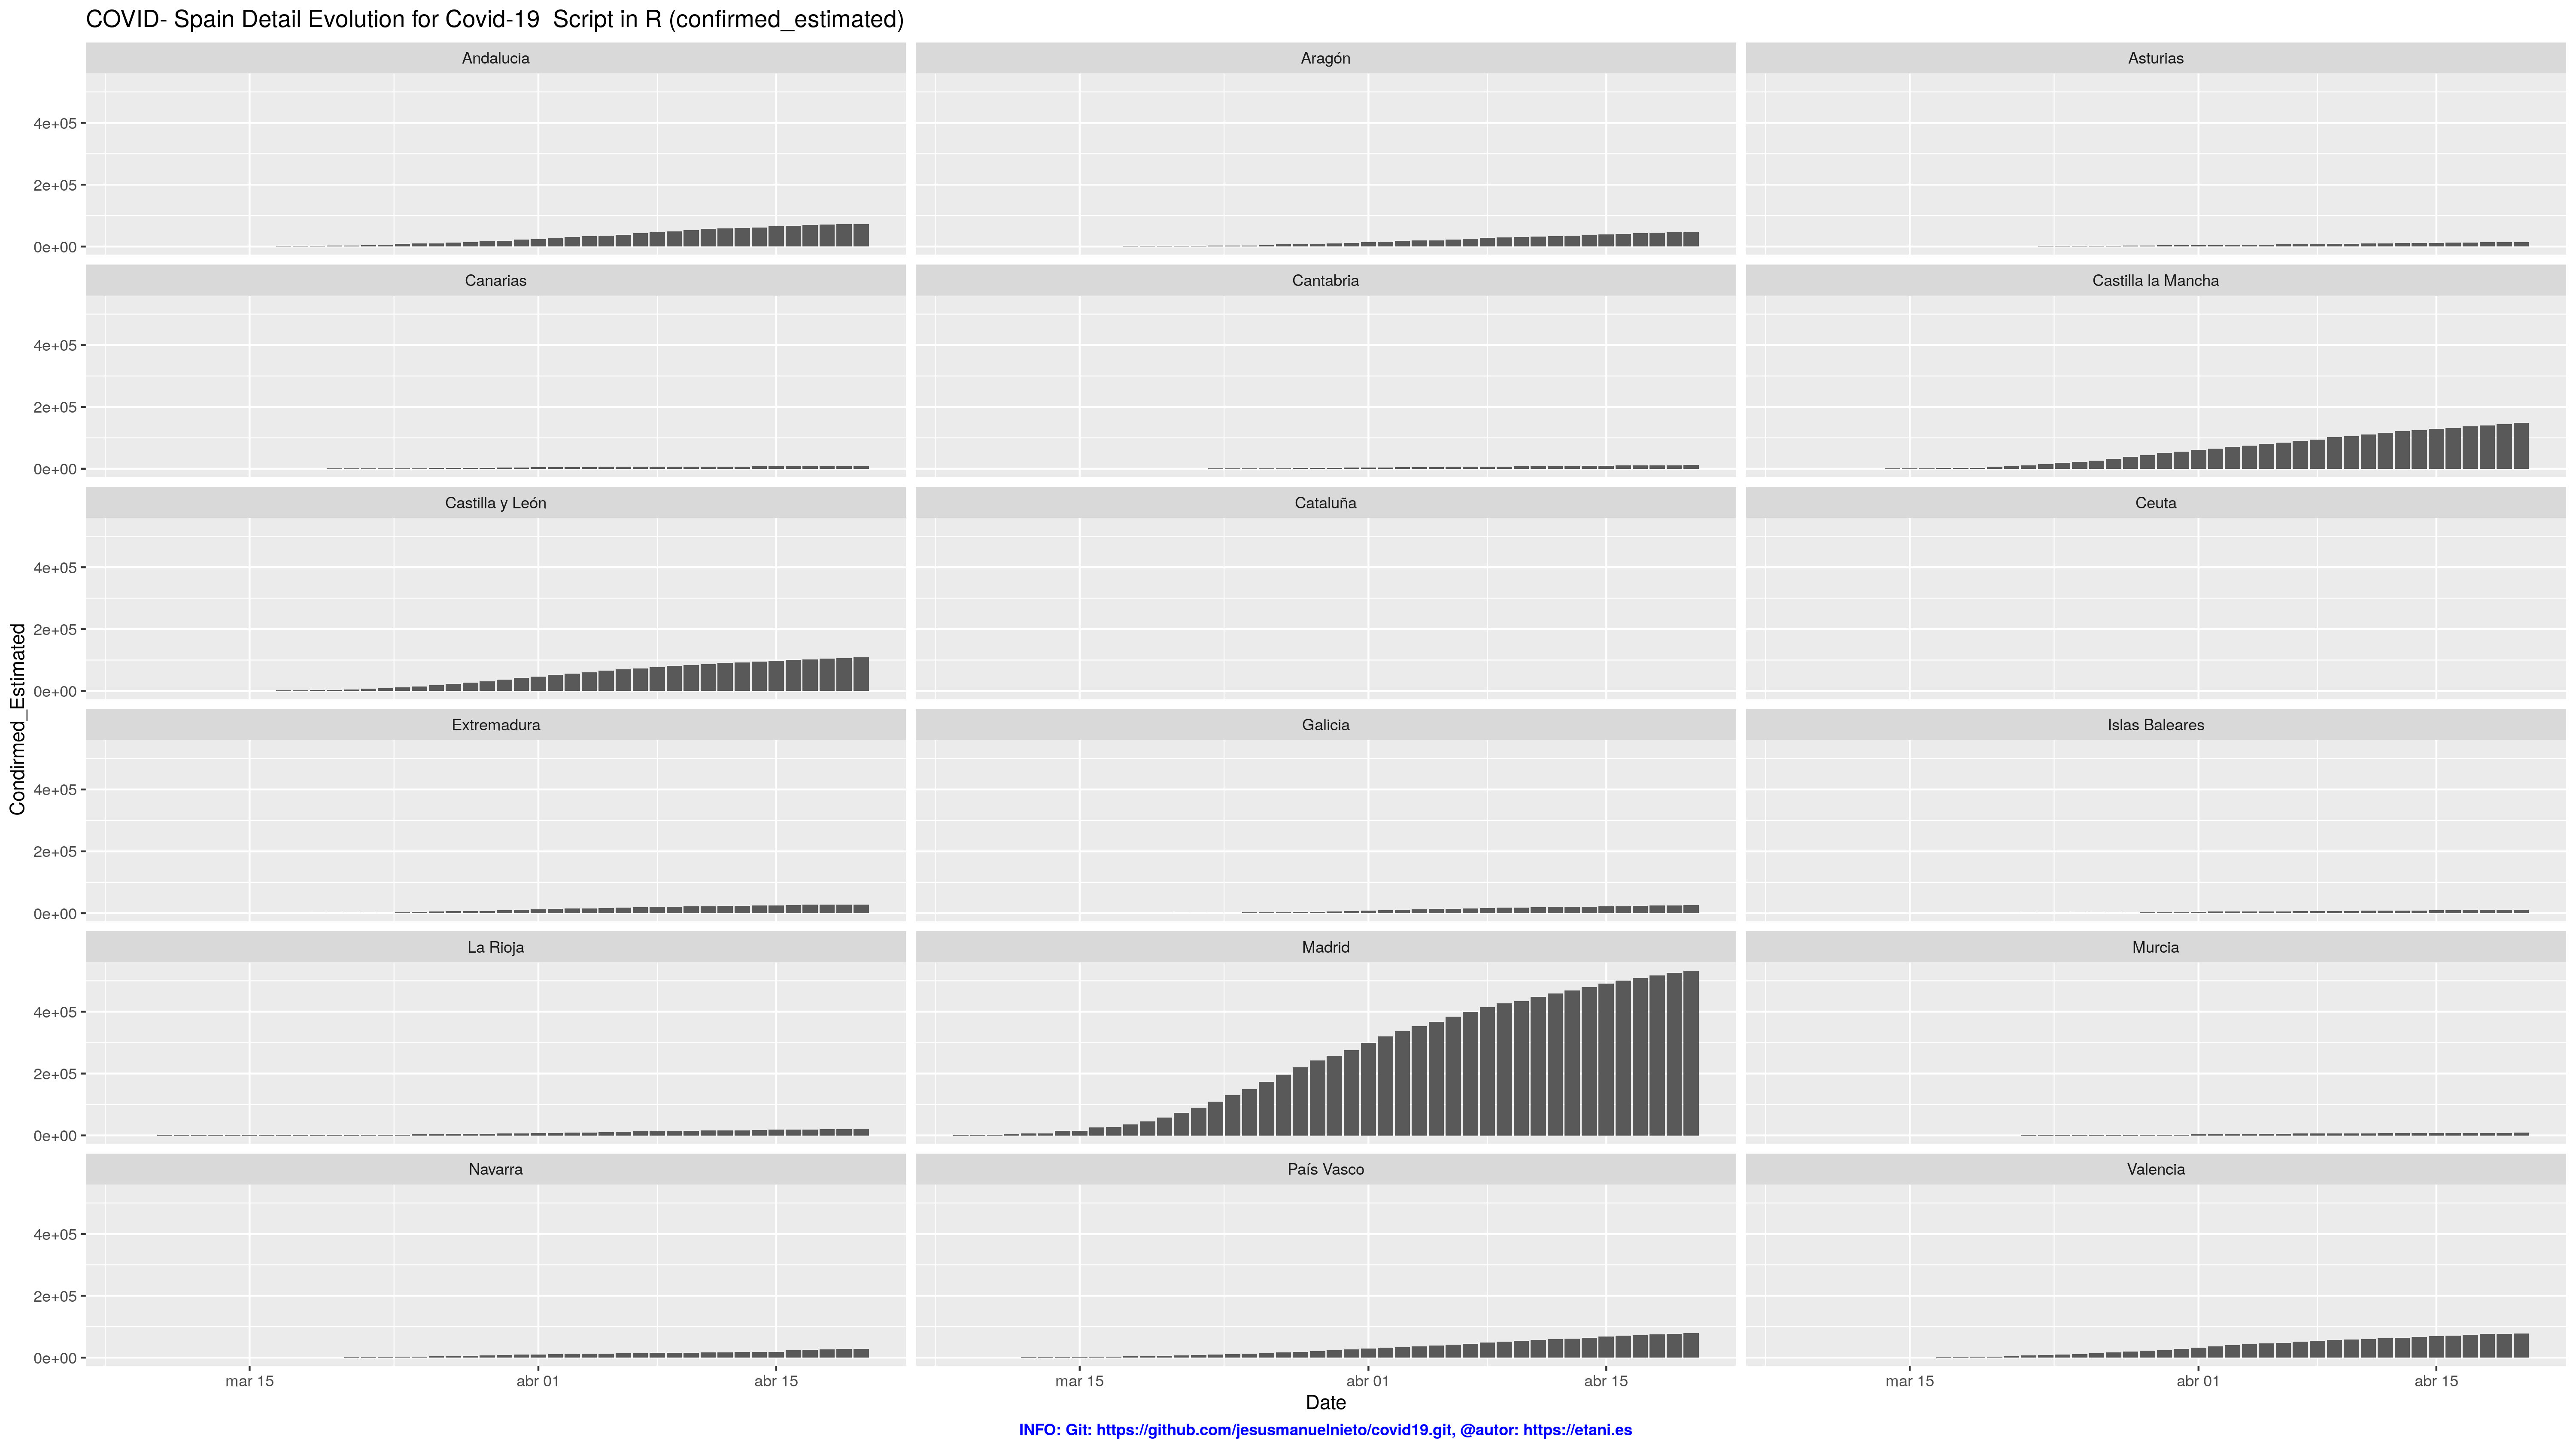 COVID- Spain Detail Evolution for Covid-19  Script in R (confirmed_estimated)
Andalucia
Aragón
Asturias
4e+05
2e+05
0e+00
Canarias
Cantabria
Castilla la Mancha
4e+05
2e+05
0e+00
Castilla y León
Cataluña
Ceuta
4e+05
2e+05
0e+00
Condirmed_Estimated
Extremadura
Galicia
Islas Baleares
4e+05
2e+05
0e+00
La Rioja
Madrid
Murcia
4e+05
2e+05
0e+00
Navarra
País Vasco
Valencia
4e+05
2e+05
0e+00
mar 15
abr 01
abr 15
mar 15
abr 01
abr 15
mar 15
abr 01
abr 15
Date
INFO: Git: https://github.com/jesusmanuelnieto/covid19.git, @autor: https://etani.es